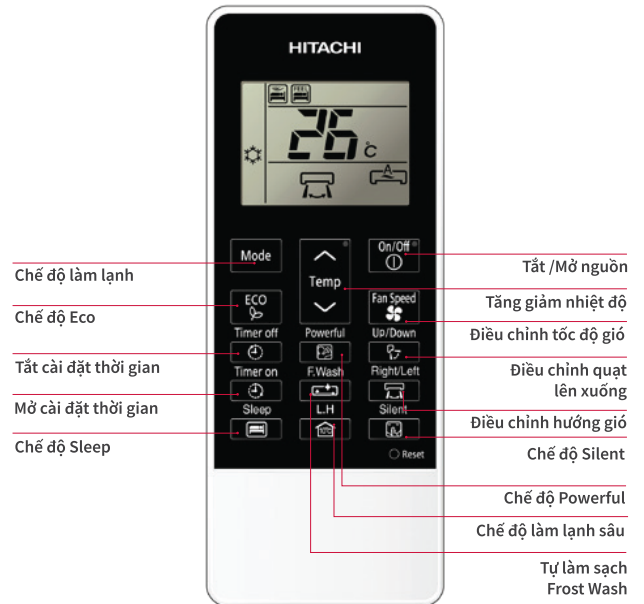 HITACHI
FEEL
26°C
A
Mode
Temp
On/Off
ECO
Fan Speed
Timer off
Powerful
Up/Down
Timer on
F.Wash
Right/Left
Sleep
L.H
Silent
10°C
Reset
Chế độ làm lạnh
Chế độ Eco
Tắt cài đặt thời gian
Mở cài đặt thời gian
Chế độ Sleep
Tắt /Mở nguồn
Tăng giảm nhiệt độ
Điều chỉnh tốc độ gió
Điều chỉnh quạt
lên xuống
Điều chỉnh hướng gió
Chế độ Silent
Chế độ Powerful
Chế độ làm lạnh sâu
Tự làm sạch
Frost Wash